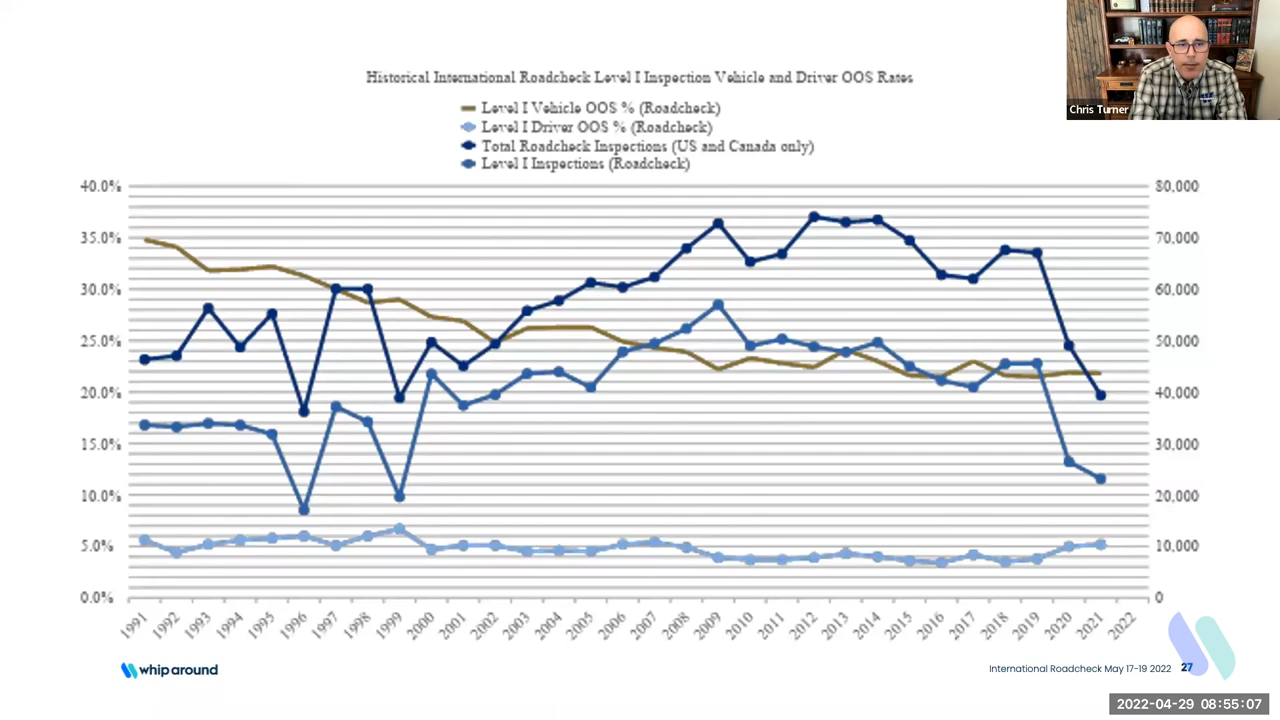 Chris Turner
Historical International Roadcheck Level I Inspection Vehicle and Driver OOS Rates
Level I Vehicle OOS % (Roadcheck)
Level I Driver OOS % (Roadcheck)
Total Roadcheck Inspections (US and Canada only)
Level I Inspections (Roadcheck)
40.0% 80,000
35.0% 70,000
30.0% 60,000
25.0% 50,000
20.0% 40,000
15.0% 30,000
10.0% 20,000
5.0% 10,000
0.0% 0
1991 1992 1993 1994 1995 1996 1997 1998 1999 2000 2001 2002 2003 2004 2005 2006 2007 2008 2009 2010 2011 2012 2013 2014 2015 2016 2017 2018 2019 2020 2021 2022
whip around
International Roadcheck May 17-19 2022 27
2022-04-29 08:55:07